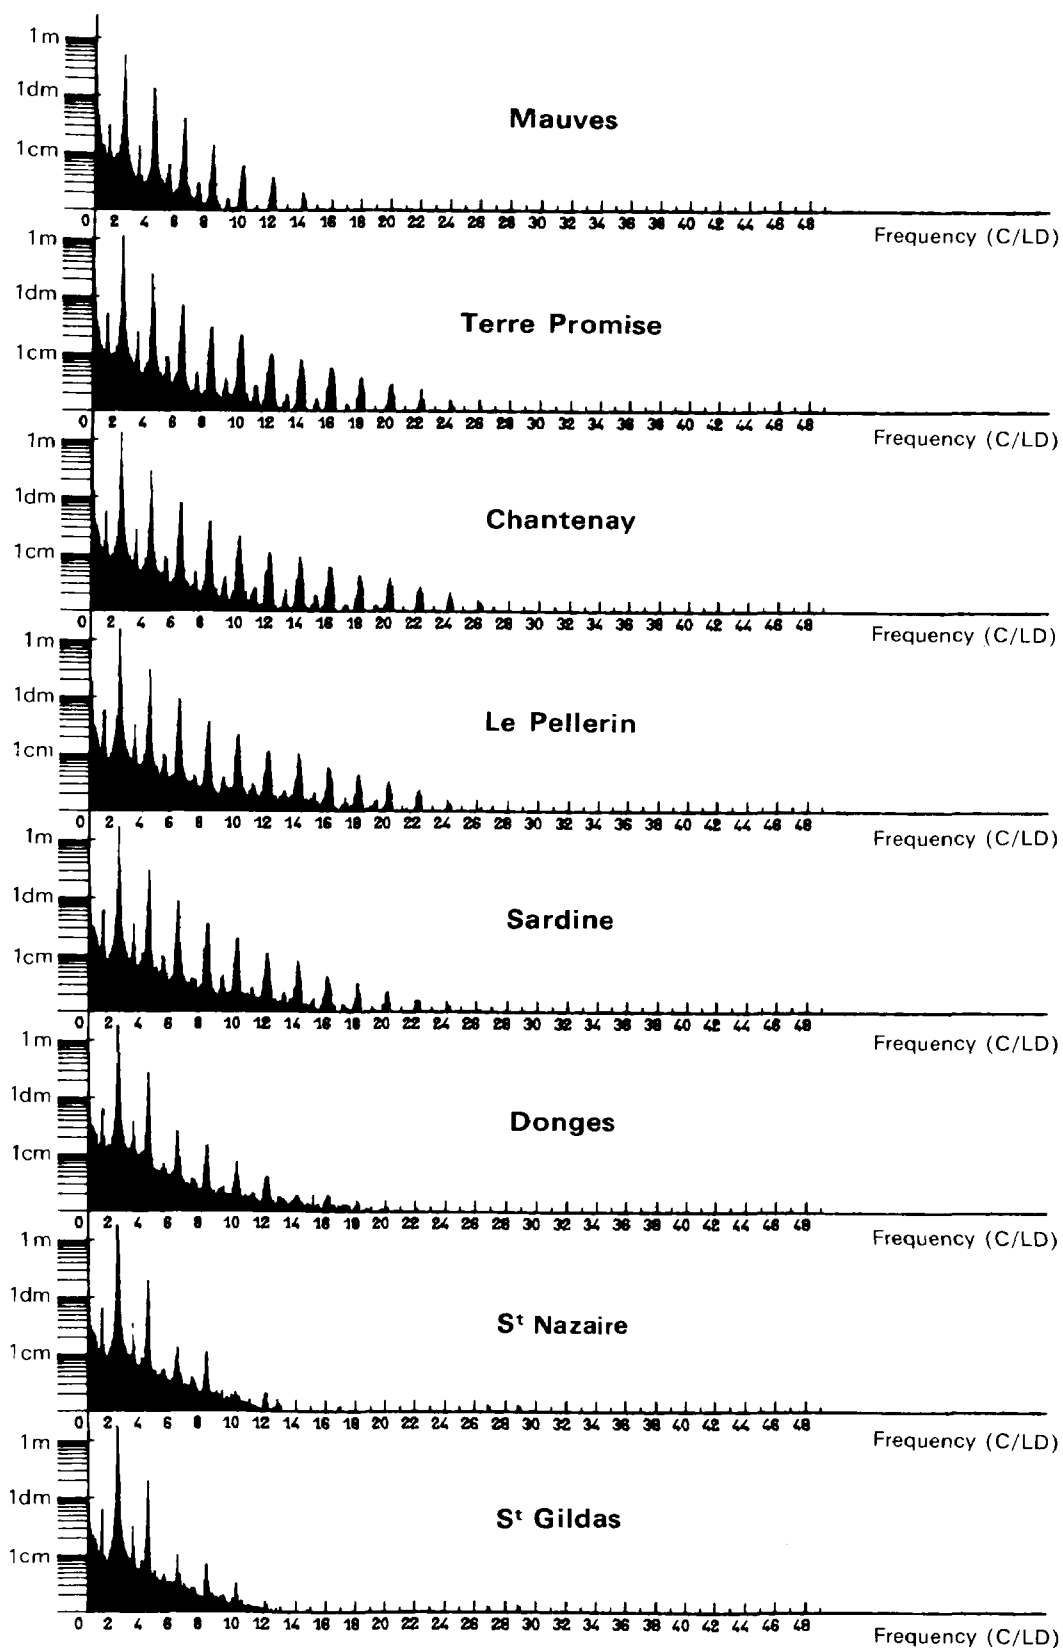 1m
1dm
Mauves
1cm
0 2 4 6 8 10 12 14 16 18 20 22 24 26 28 30 32 34 36 38 40 42 44 46 48
Frequency (C/LD)
1m
1dm
Terre Promise
1cm
0 2 4 6 8 10 12 14 16 18 20 22 24 26 28 30 32 34 36 38 40 42 44 46 48
Frequency (C/LD)
1m
1dm
Chantenay
1cm
0 2 4 6 8 10 12 14 16 18 20 22 24 26 28 30 32 34 36 38 40 42 44 46 48
Frequency (C/LD)
1m
1dm
Le Pellerin
1cm
0 2 4 6 8 10 12 14 16 18 20 22 24 26 28 30 32 34 36 38 40 42 44 46 48
Frequency (C/LD)
1m
1dm
Sardine
1cm
0 2 4 6 8 10 12 14 16 18 20 22 24 26 28 30 32 34 36 38 40 42 44 46 48
Frequency (C/LD)
1m
1dm
Donges
1cm
0 2 4 6 8 10 12 14 16 18 20 22 24 26 28 30 32 34 36 38 40 42 44 46 48
Frequency (C/LD)
1m
1dm
St Nazaire
1cm
0 2 4 6 8 10 12 14 16 18 20 22 24 26 28 30 32 34 36 38 40 42 44 46 48
Frequency (C/LD)
1m
1dm
St Gildas
1cm
0 2 4 6 8 10 12 14 16 18 20 22 24 26 28 30 32 34 36 38 40 42 44 46 48
Frequency (C/LD)